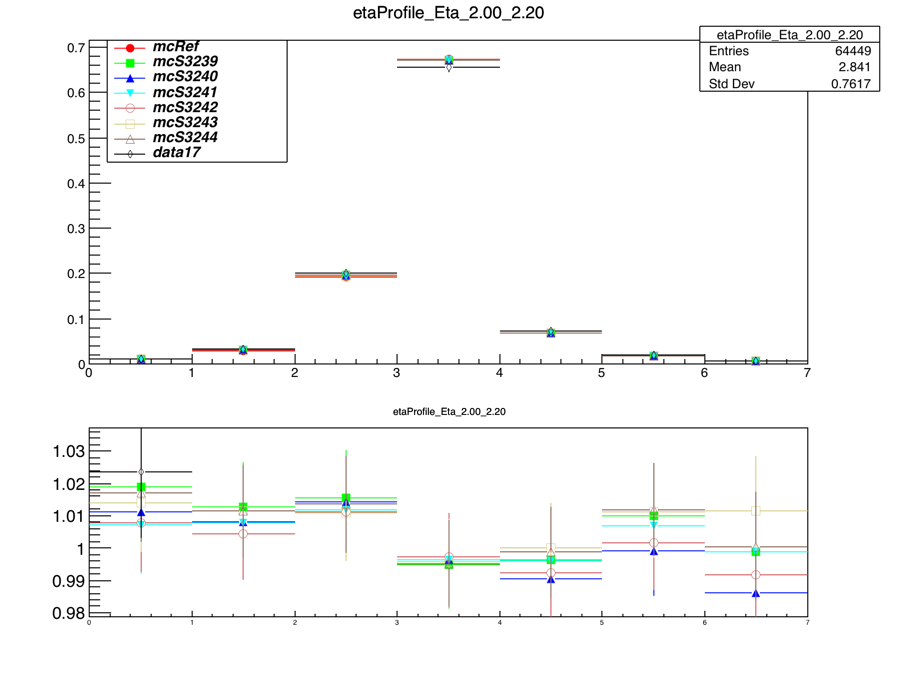 etaProfile_Eta_2.00_2.20
etaProfile_Eta_2.00_2.20
Entries 64449
Mean 2.841
Std Dev 0.7617
mcRef
mcS3239
mcS3240
mcS3241
mcS3242
mcS3243
mcS3244
data17
0.7
0.6
0.5
0.4
0.3
0.2
0.1
0
0 1 2 3 4 5 6 7
etaProfile_Eta_2.00_2.20
1.03
1.02
1.01
1
0.99
0.98
0 1 2 3 4 5 6 7